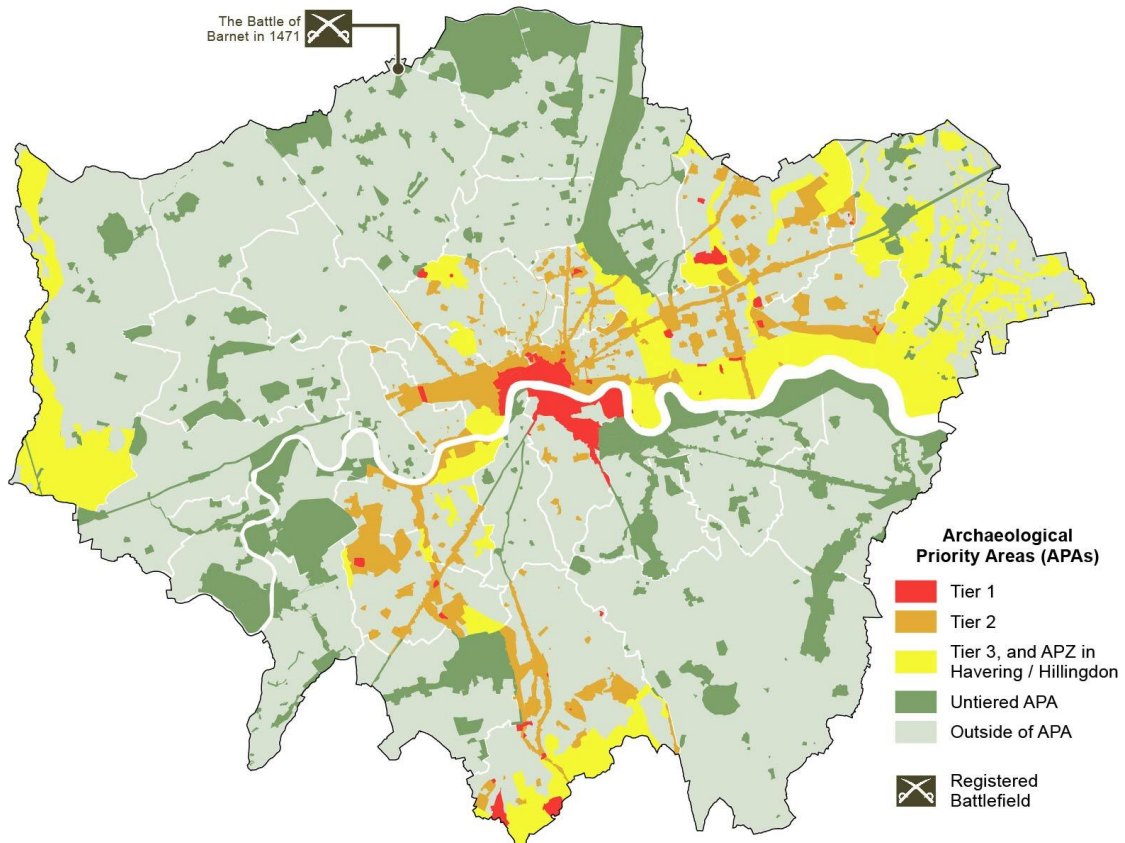 The Battle of
Barnet in 1471
Archaeological
Priority Areas (APAs)
Tier 1
Tier 2
Tier 3, and APZ in
Havering / Hillingdon
Untiered APA
Outside of APA
Registered
Battlefield